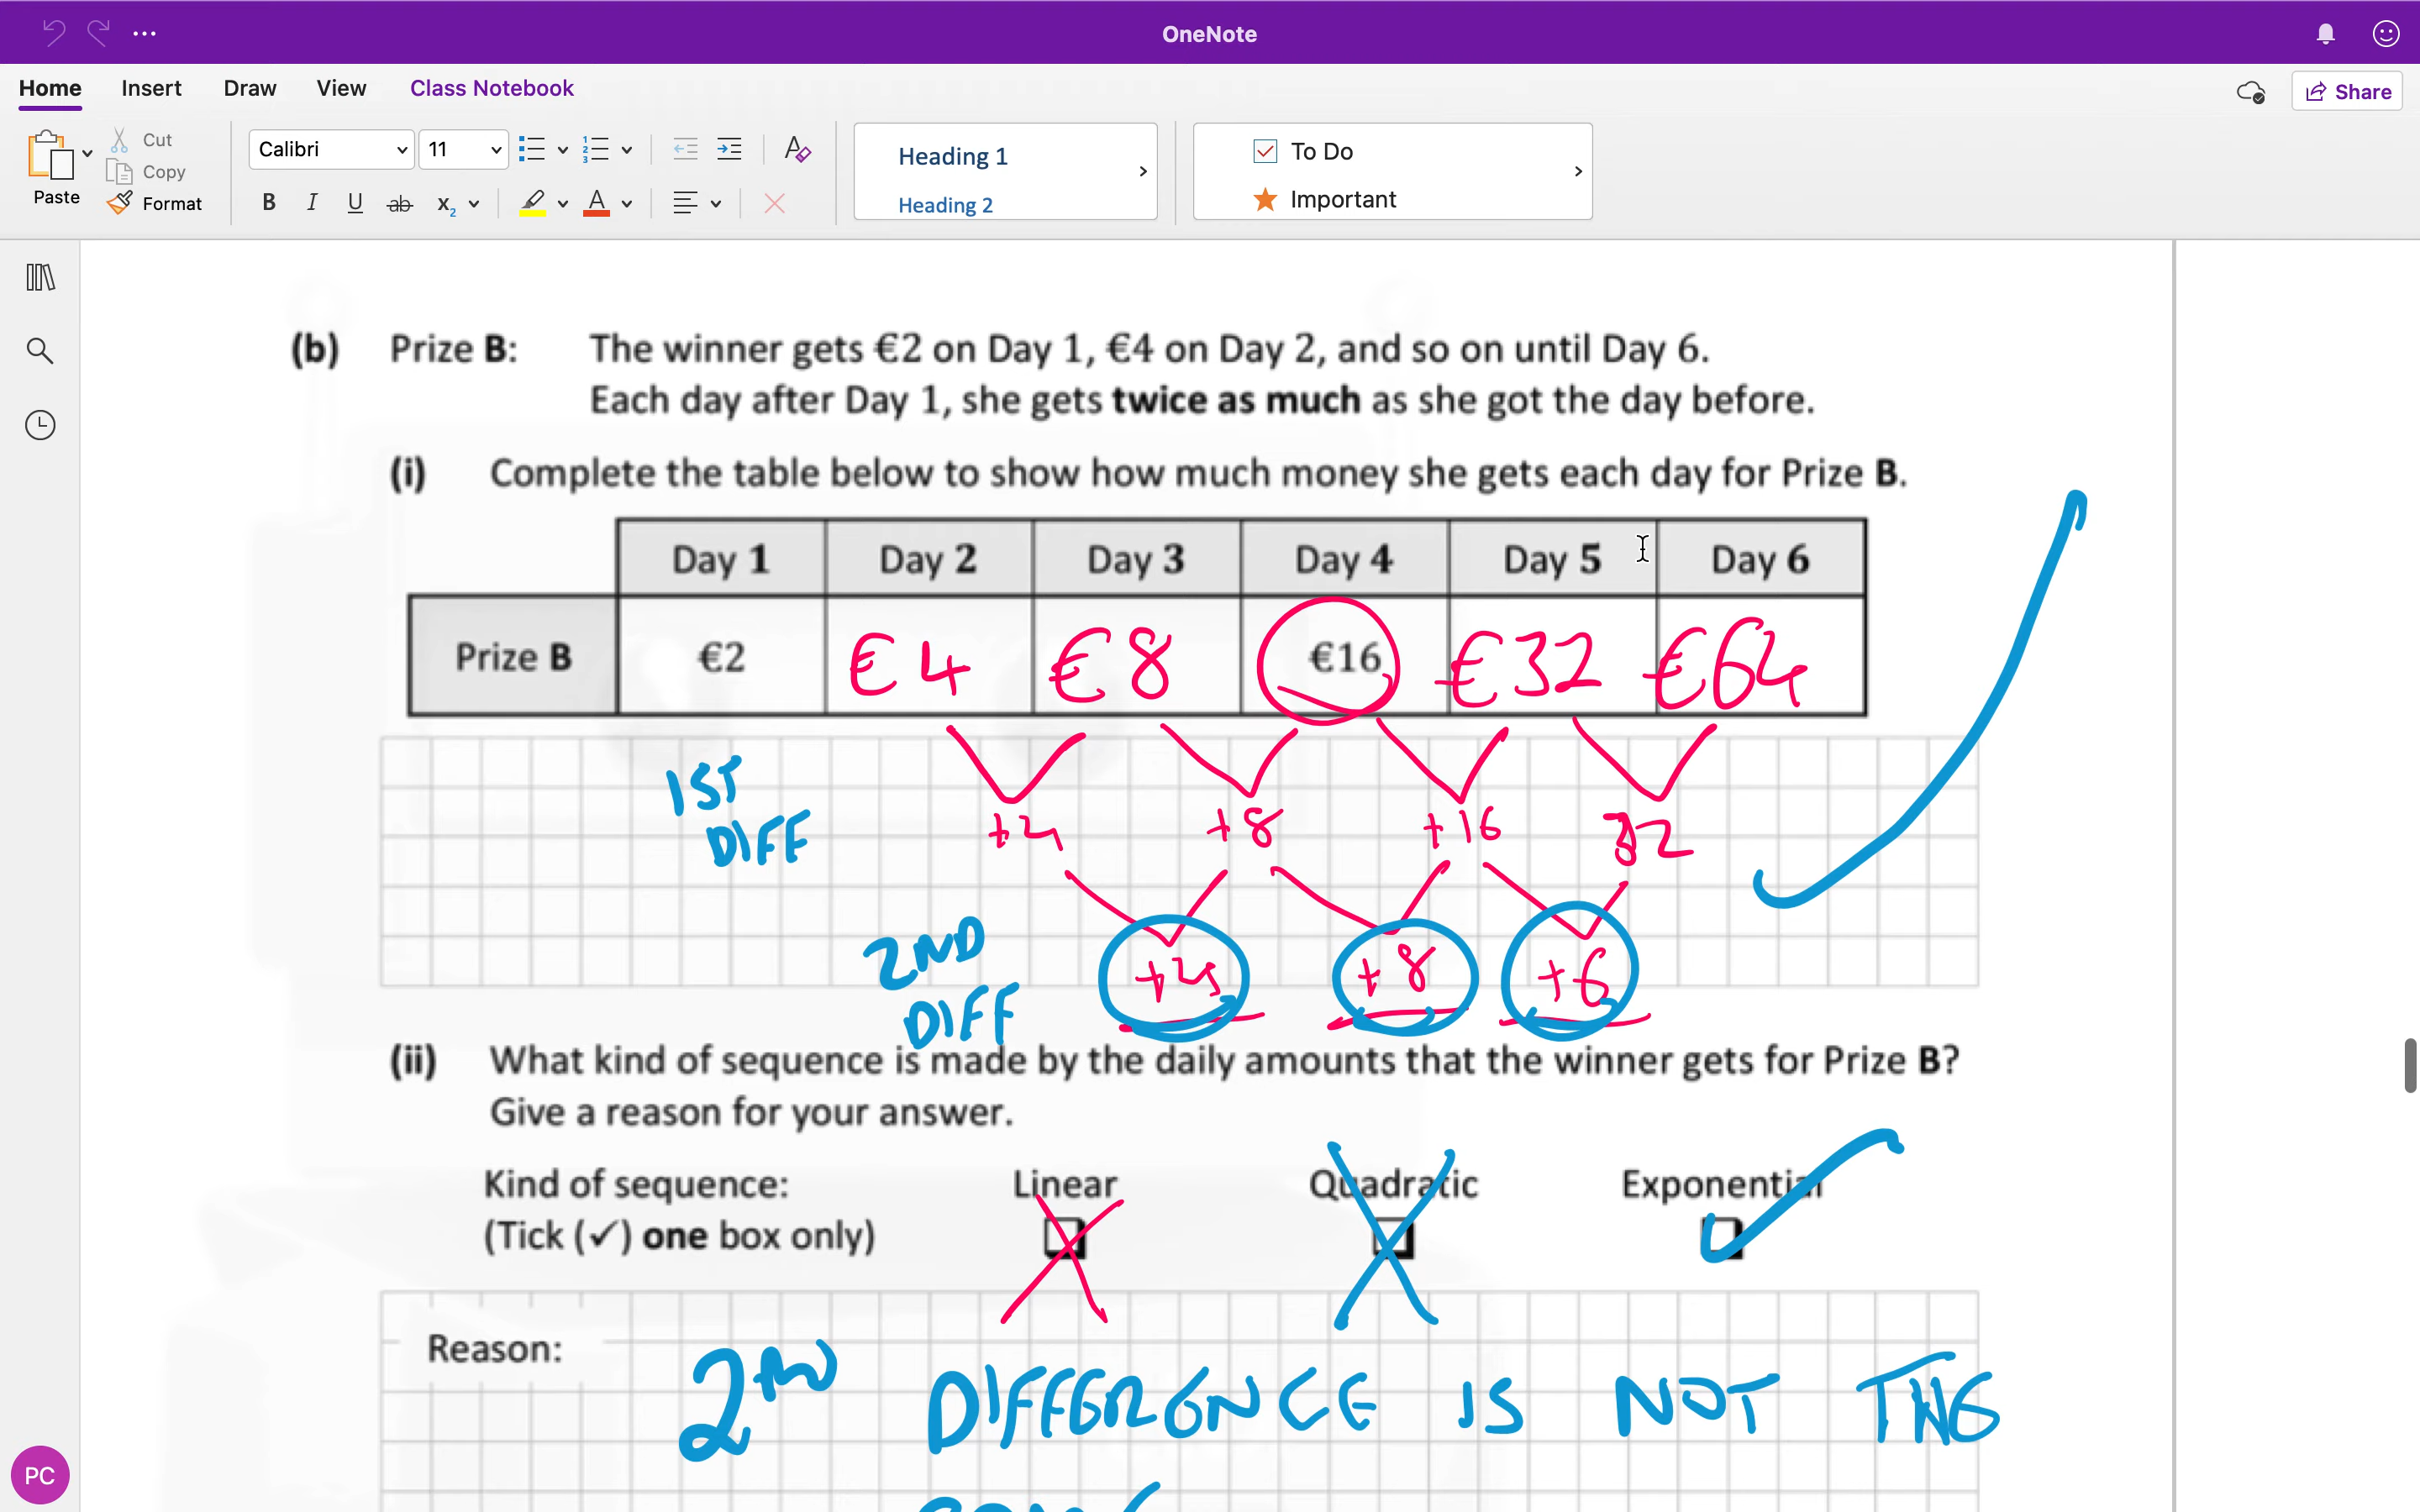 OneNote
Home Insert Draw View Class Notebook Share
Paste Cut Copy Format
Calibri 11
B I U ab x2 A
Heading 1
Heading 2
To Do
Important
(b) Prize B: The winner gets €2 on Day 1, €4 on Day 2, and so on until Day 6.
Each day after Day 1, she gets twice as much as she got the day before.
(i) Complete the table below to show how much money she gets each day for Prize B.
Day 1 Day 2 Day 3 Day 4 Day 5 Day 6
Prize B €2 €4 €8 €16 €32 €64
1ST
DIFF
+4 +8 +16 32
2ND
DIFF
+4 +8 +6
(ii) What kind of sequence is made by the daily amounts that the winner gets for Prize B?
Give a reason for your answer.
Kind of sequence: Linear Quadratic Exponential
(Tick (✓) one box only)
Reason:
2ND DIFFERENCE IS NOT THE
PC